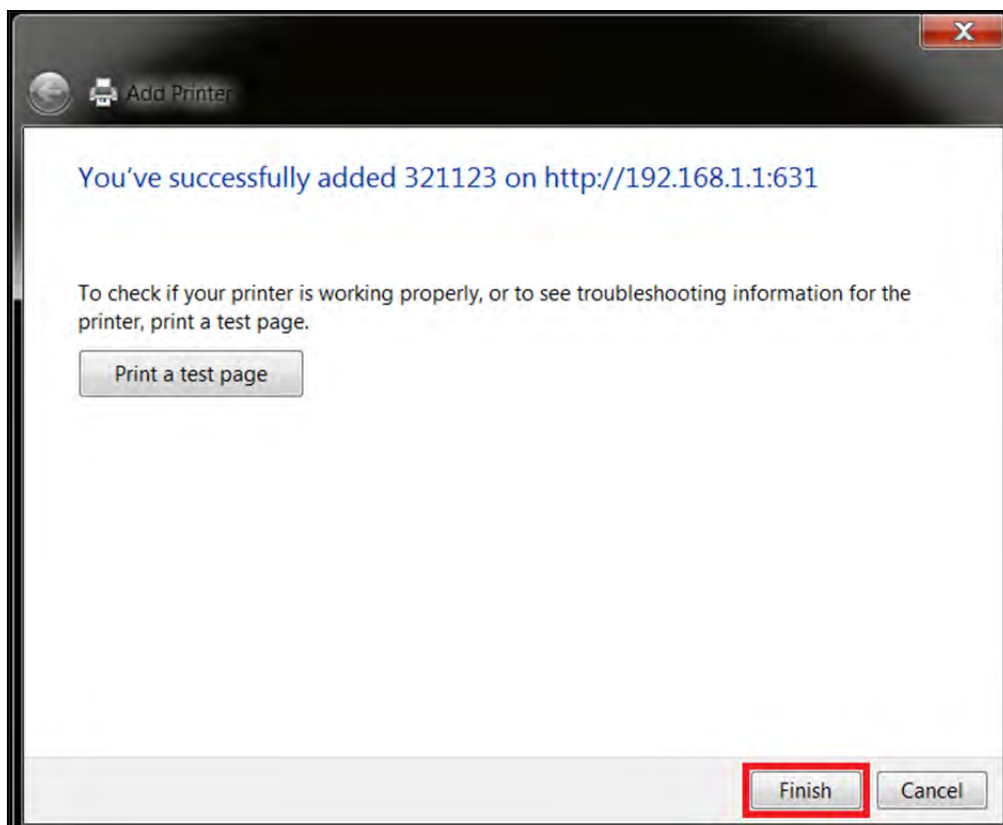 X
Add Printer
You've successfully added 321123 on http://192.168.1.1:631
To check if your printer is working properly, or to see troubleshooting information for the
printer, print a test page.
Print a test page
Finish
Cancel